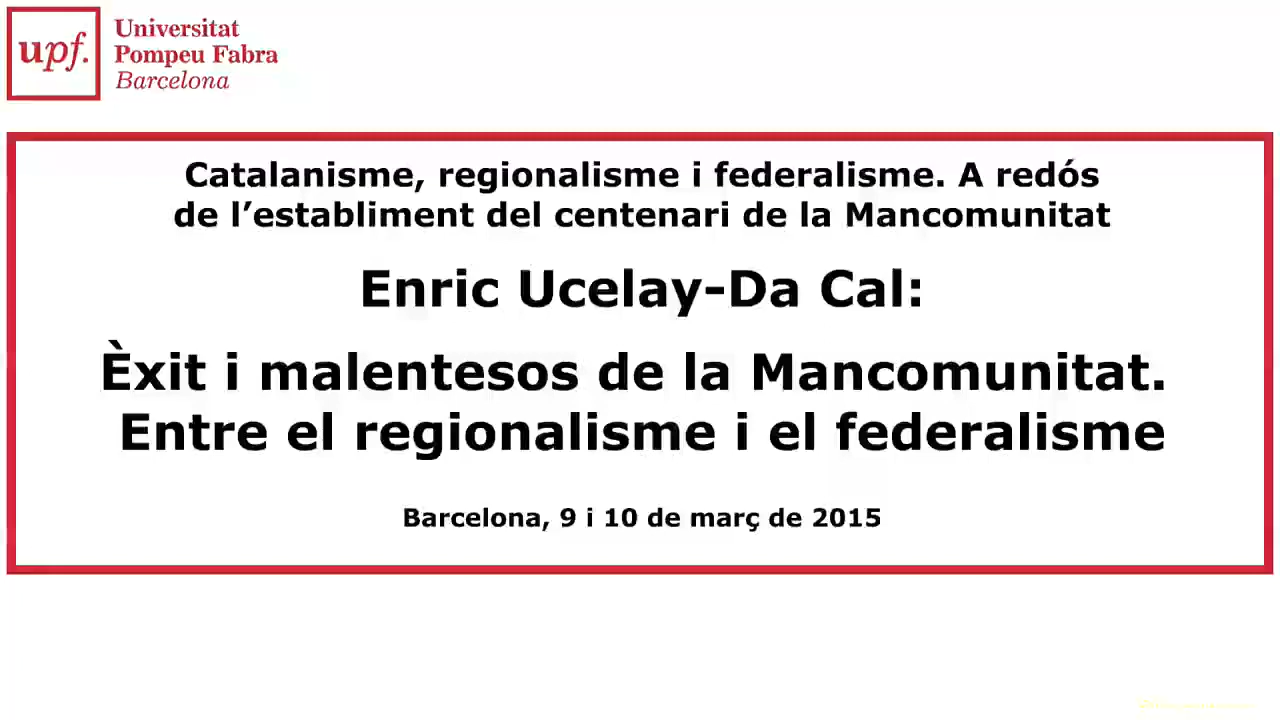 upf.
Universitat
Pompeu Fabra
Barcelona
Catalanisme, regionalisme i federalisme. A redós
de l’establiment del centenari de la Mancomunitat
Enric Ucelay-Da Cal:
Èxit i malentesos de la Mancomunitat.
Entre el regionalisme i el federalisme
Barcelona, 9 i 10 de març de 2015